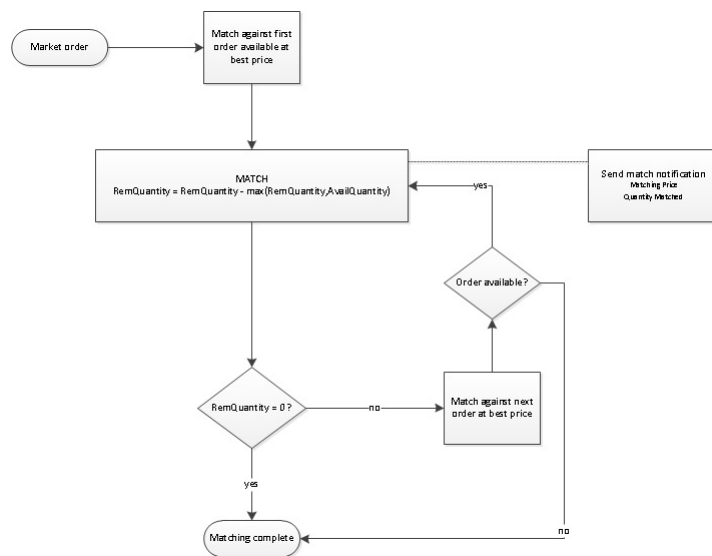 Market order
Match against first
order available at
best price
MATCH
RemQuantity = RemQuantity - max(RemQuantity,AvailQuantity)
Send match notification
Matching Price
Quantity Matched
yes
Order available?
RemQuantity = 0?
no
Match against next
order at best price
yes
Matching complete
no